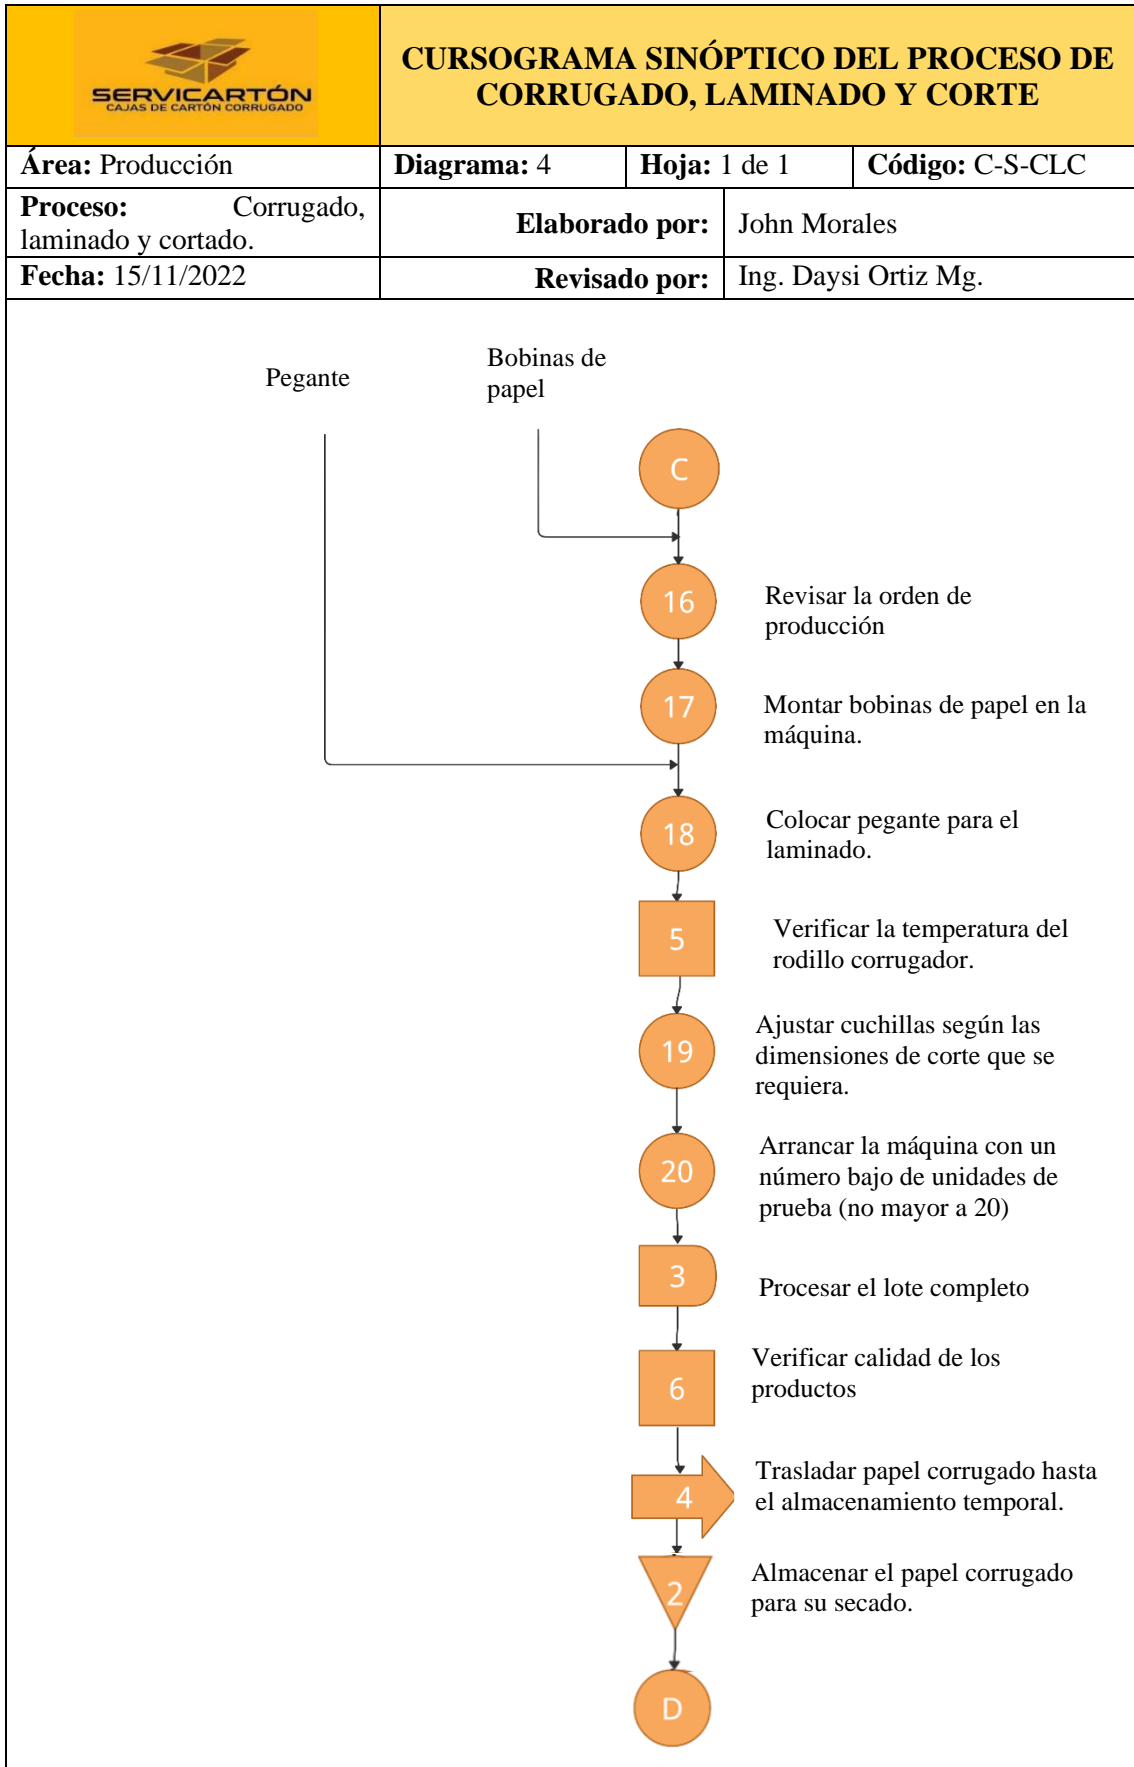 SERVICARTÓN
CAJAS DE CARTÓN CORRUGADO
CURSOGRAMA SINÓPTICO DEL PROCESO DE
CORRUGADO, LAMINADO Y CORTE
Área: Producción
Diagrama: 4
Hoja: 1 de 1
Código: C-S-CLC
Proceso: Corrugado,
laminado y cortado.
Elaborado por:
John Morales
Fecha: 15/11/2022
Revisado por:
Ing. Daysi Ortiz Mg.
Pegante
Bobinas de
papel
C
16
Revisar la orden de
producción
17
Montar bobinas de papel en la
máquina.
18
Colocar pegante para el
laminado.
5
Verificar la temperatura del
rodillo corrugador.
19
Ajustar cuchillas según las
dimensiones de corte que se
requiera.
20
Arrancar la máquina con un
número bajo de unidades de
prueba (no mayor a 20)
3
Procesar el lote completo
6
Verificar calidad de los
productos
4
Trasladar papel corrugado hasta
el almacenamiento temporal.
2
Almacenar el papel corrugado
para su secado.
D